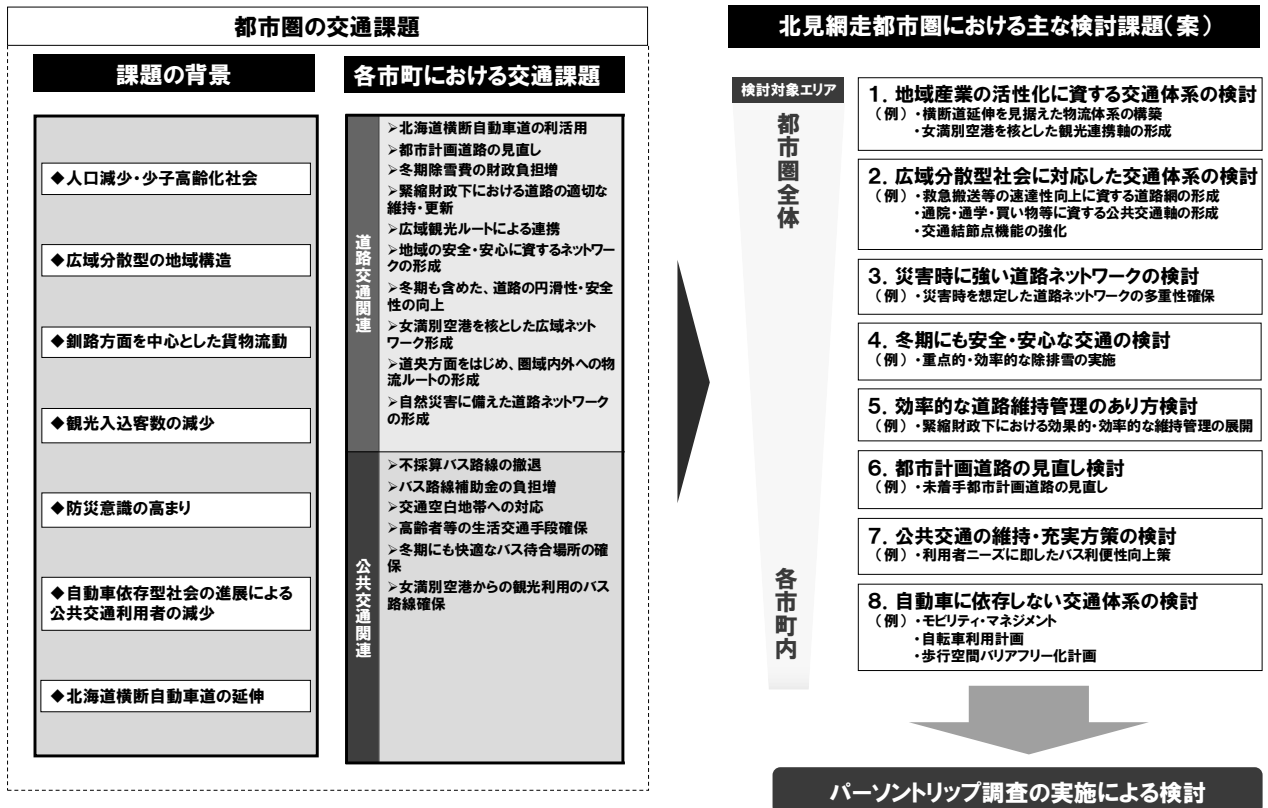 都市圏の交通課題
課題の背景
◆人口減少・少子高齢化社会
◆広域分散型の地域構造
◆釧路方面を中心とした貨物流動
◆観光入込客数の減少
◆防災意識の高まり
◆自動車依存型社会の進展による
公共交通利用者の減少
◆北海道横断自動車道の延伸
各市町における交通課題
道路交通関連
➢北海道横断自動車道の利活用
➢都市計画道路の見直し
➢冬期除雪費の財政負担増
➢緊縮財政下における道路の適切な
維持・更新
➢広域観光ルートによる連携
➢地域の安全・安心に資するネットワー
クの形成
➢冬期も含めた、道路の円滑性・安全
性の向上
➢女満別空港を核とした広域ネット
ワーク形成
➢道央方面をはじめ、圏域内外への物
流ルートの形成
➢自然災害に備えた道路ネットワーク
の形成
公共交通関連
➢不採算バス路線の撤退
➢バス路線補助金の負担増
➢交通空白地帯への対応
➢高齢者等の生活交通手段確保
➢冬期にも快適なバス待合場所の確
保
➢女満別空港からの観光利用のバス
路線確保
北見網走都市圏における主な検討課題（案）
検討対象エリア
都市圏全体
各市町内
１．地域産業の活性化に資する交通体系の検討
（例）・横断道延伸を見据えた物流体系の構築
・女満別空港を核とした観光連携軸の形成
２．広域分散型社会に対応した交通体系の検討
（例）・救急搬送等の速達性向上に資する道路網の形成
・通院・通学・買い物等に資する公共交通軸の形成
・交通結節点機能の強化
３．災害時に強い道路ネットワークの検討
（例）・災害時を想定した道路ネットワークの多重性確保
４．冬期にも安全・安心な交通の検討
（例）・重点的・効率的な除排雪の実施
５．効率的な道路維持管理のあり方検討
（例）・緊縮財政下における効果的・効率的な維持管理の展開
６．都市計画道路の見直し検討
（例）・未着手都市計画道路の見直し
７．公共交通の維持・充実方策の検討
（例）・利用者ニーズに即したバス利便性向上策
８．自動車に依存しない交通体系の検討
（例）・モビリティ・マネジメント
・自転車利用計画
・歩行空間バリアフリー化計画
パーソントリップ調査の実施による検討